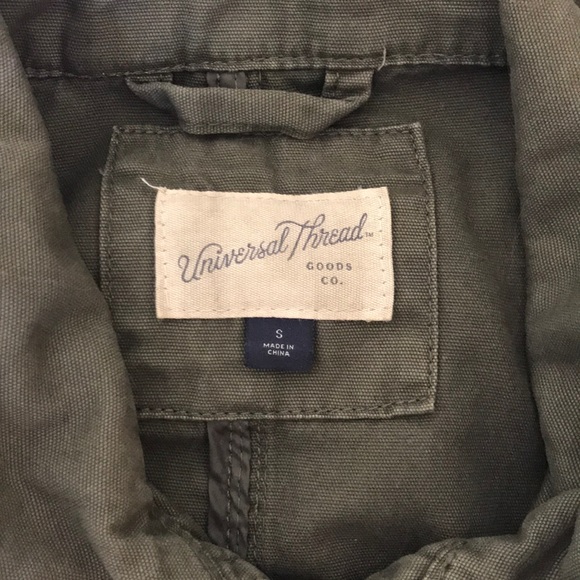 Universal Thread™
GOODS
CO.
S
MADE IN
CHINA